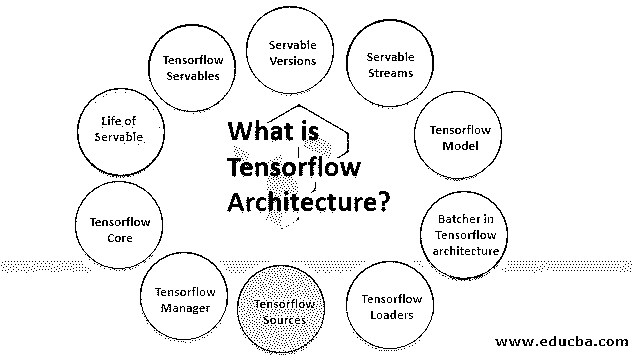 Servable
Versions
Servable
Streams
Tensorflow
Model
Batcher in
Tensorflow
architecture
Tensorflow
Loaders
Tensorflow
Sources
Tensorflow
Manager
Tensorflow
Core
Life of
Servable
Tensorflow
Servables
What is
Tensorflow
Architecture?
www.educba.com